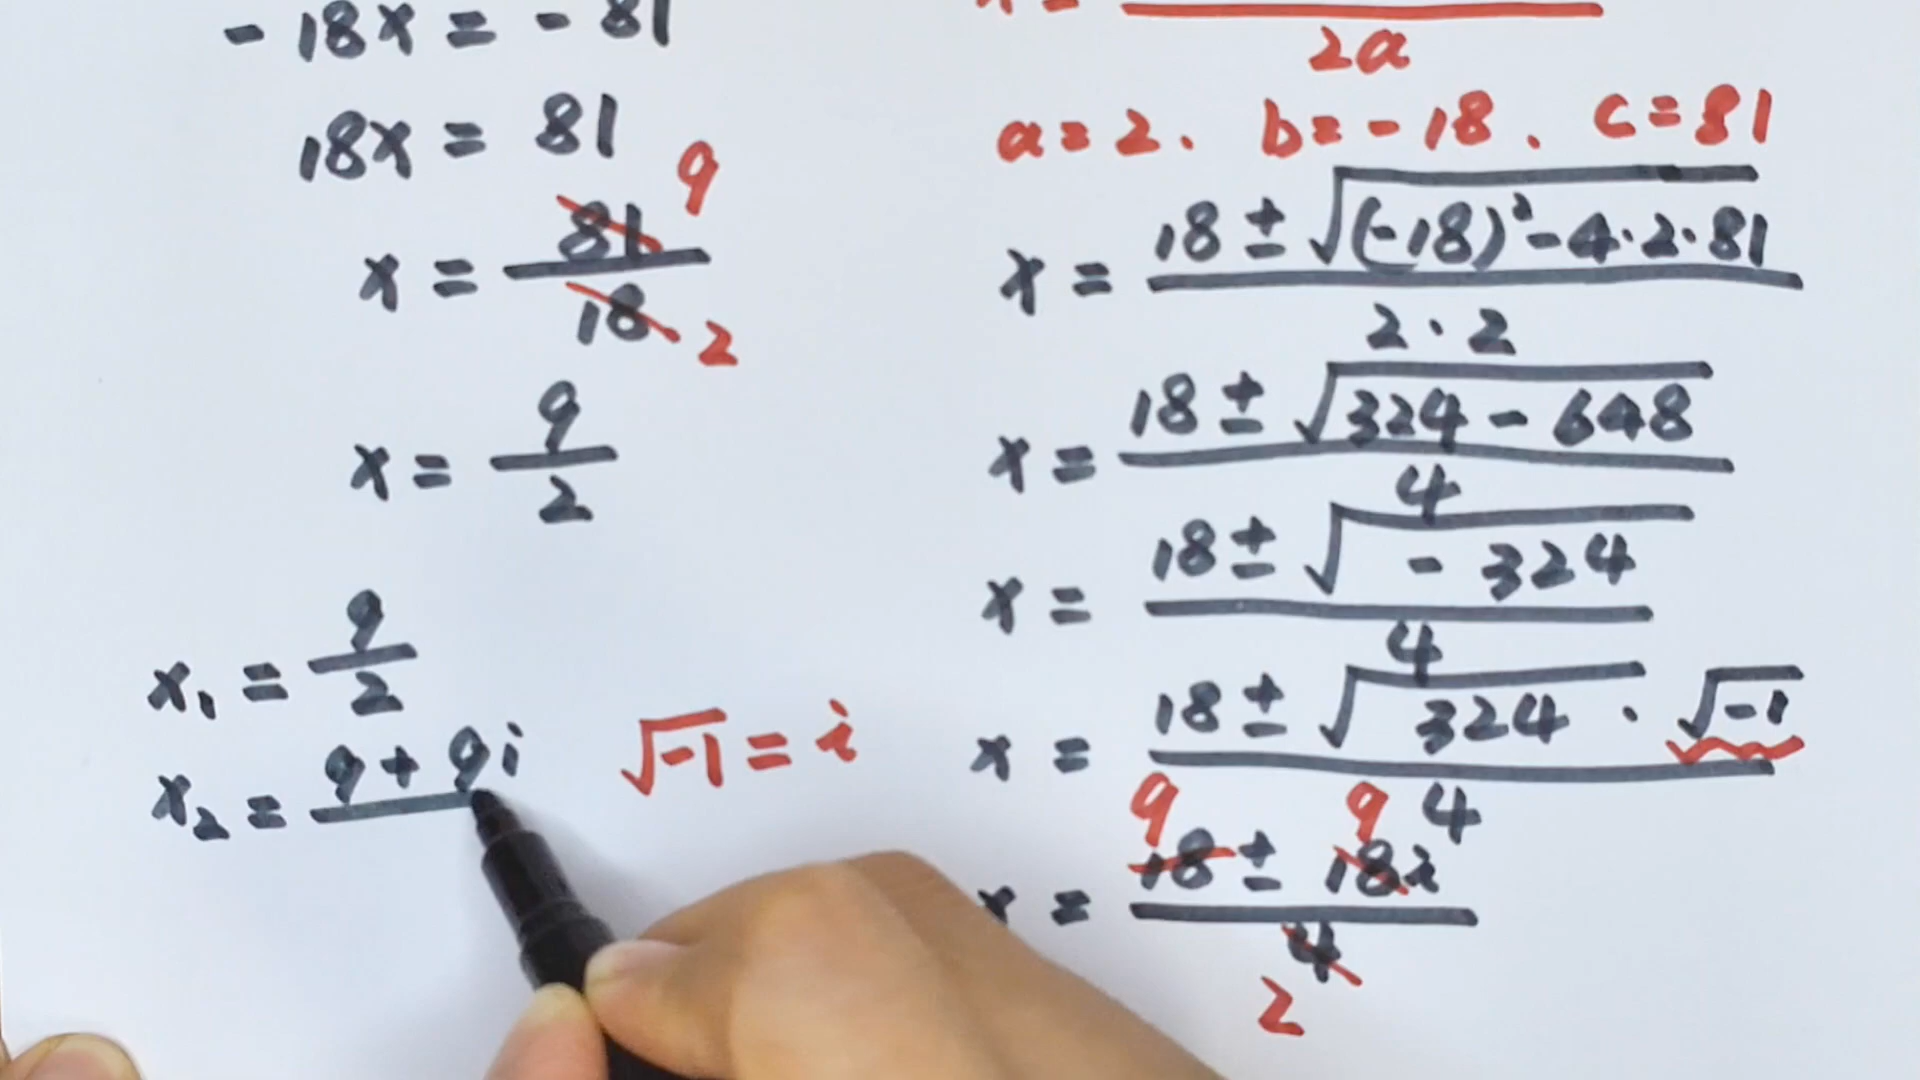 - 18x = - 81
18x = 81
x = 81/18
9
2
x = 9/2
x₁ = 9/2
x₂ = 9 + 9i
√-1 = i
2a
a = 2. b = - 18. c = 81
x = 18 ± √(-18)² - 4·2·81 / 2·2
x = 18 ± √324 - 648 / 4
x = 18 ± √-324 / 4
x = 18 ± √324 · √-1 / 4
9 9
x = 18 ± 18i / 4
2